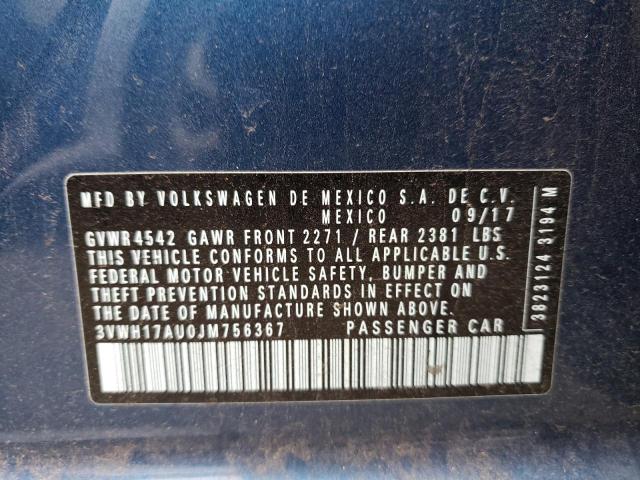 MFD BY VOLKSWAGEN DE MEXICO S.A. DE C.V.
MEXICO 09/17
GVWR4542 GAWR FRONT 2271 / REAR 2381 LBS
THIS VEHICLE CONFORMS TO ALL APPLICABLE U.S.
FEDERAL MOTOR VEHICLE SAFETY, BUMPER AND
THEFT PREVENTION STANDARDS IN EFFECT ON
THE DATE OF MANUFACTURE SHOWN ABOVE.
3VWH17AU0JM756367 PASSENGER CAR
3823124 3194 M